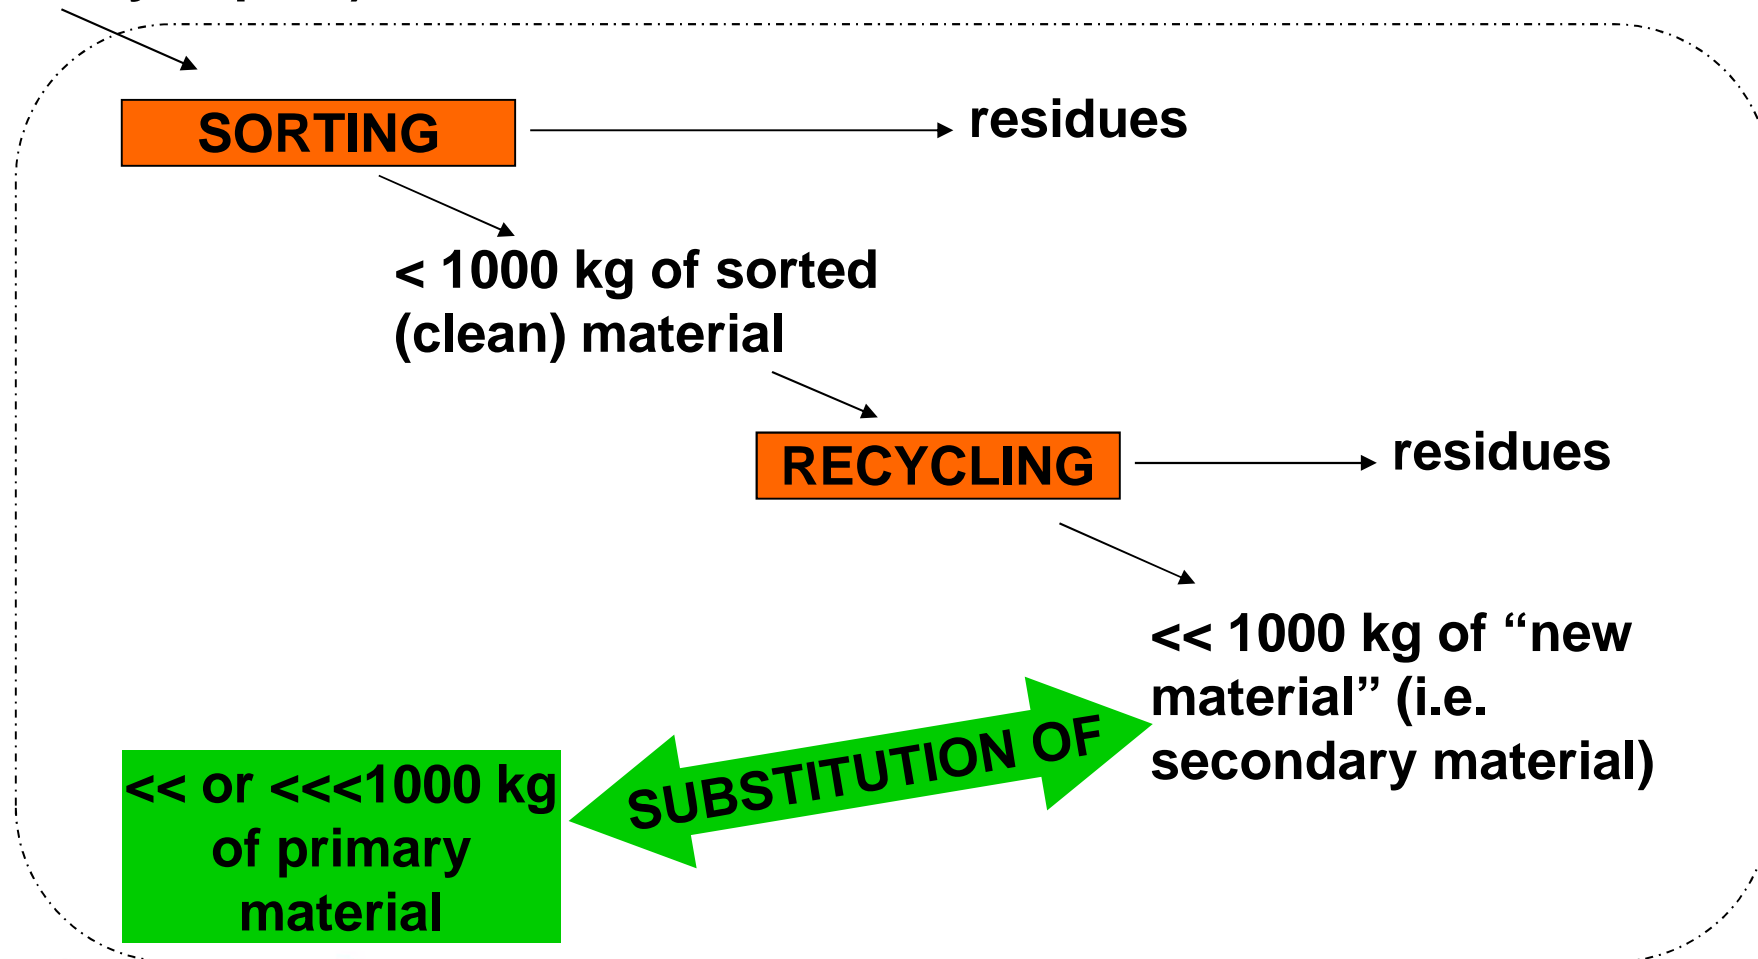 SORTING
residues
< 1000 kg of sorted
(clean) material
RECYCLING
residues
<< 1000 kg of “new
material” (i.e.
secondary material)
SUBSTITUTION OF
<< or <<<1000 kg
of primary
material